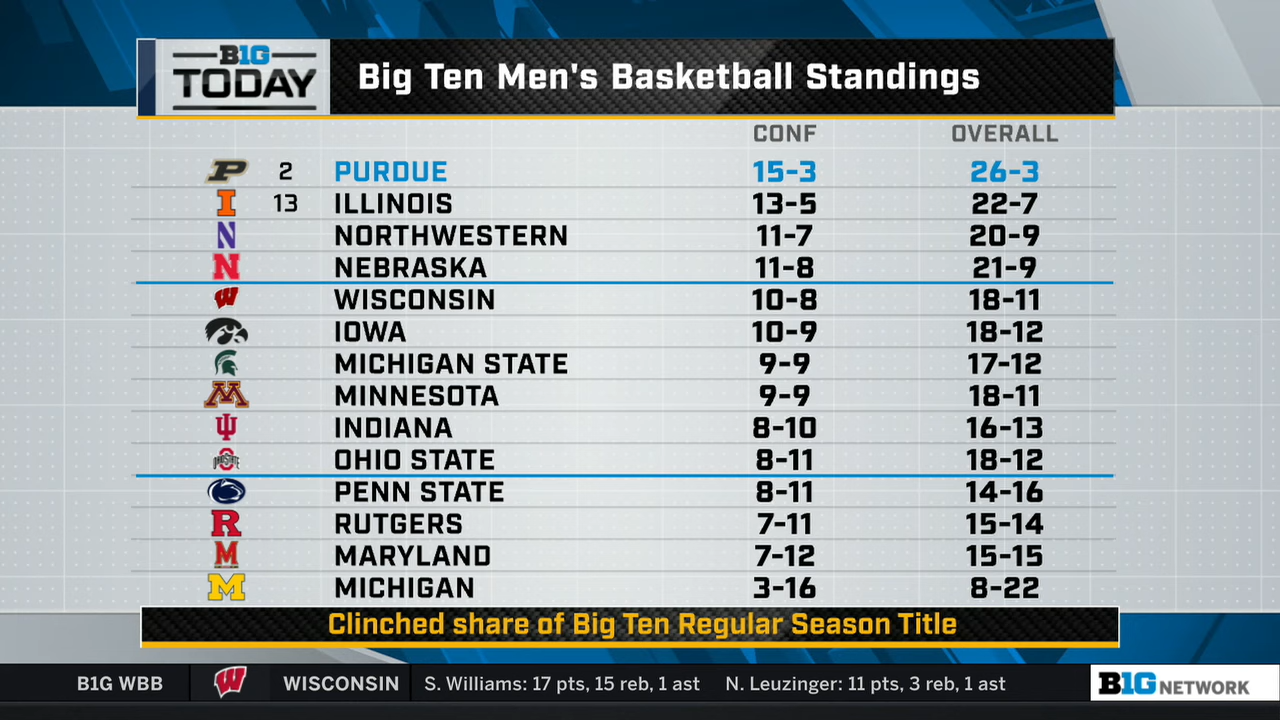 B1G
TODAY
Big Ten Men's Basketball Standings
CONF OVERALL
2 PURDUE 15-3 26-3
13 ILLINOIS 13-5 22-7
NORTHWESTERN 11-7 20-9
NEBRASKA 11-8 21-9
WISCONSIN 10-8 18-11
IOWA 10-9 18-12
MICHIGAN STATE 9-9 17-12
MINNESOTA 9-9 18-11
INDIANA 8-10 16-13
OHIO STATE 8-11 18-12
PENN STATE 8-11 14-16
RUTGERS 7-11 15-14
MARYLAND 7-12 15-15
MICHIGAN 3-16 8-22
Clinched share of Big Ten Regular Season Title
B1G WBB WISCONSIN S. Williams: 17 pts, 15 reb, 1 ast N. Leuzinger: 11 pts, 3 reb, 1 ast B1G NETWORK